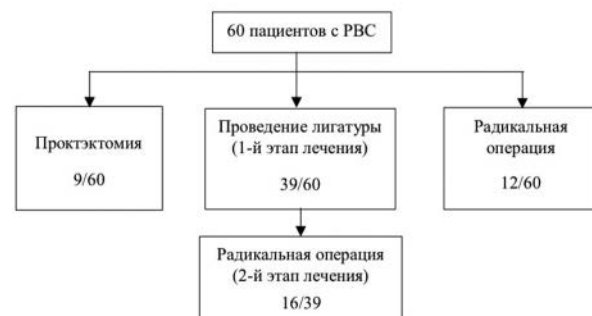 60 пациентов с РВС
Проктэктомия
9/60
Проведение лигатуры
(1-й этап лечения)
39/60
Радикальная
операция
12/60
Радикальная операция
(2-й этап лечения)
16/39